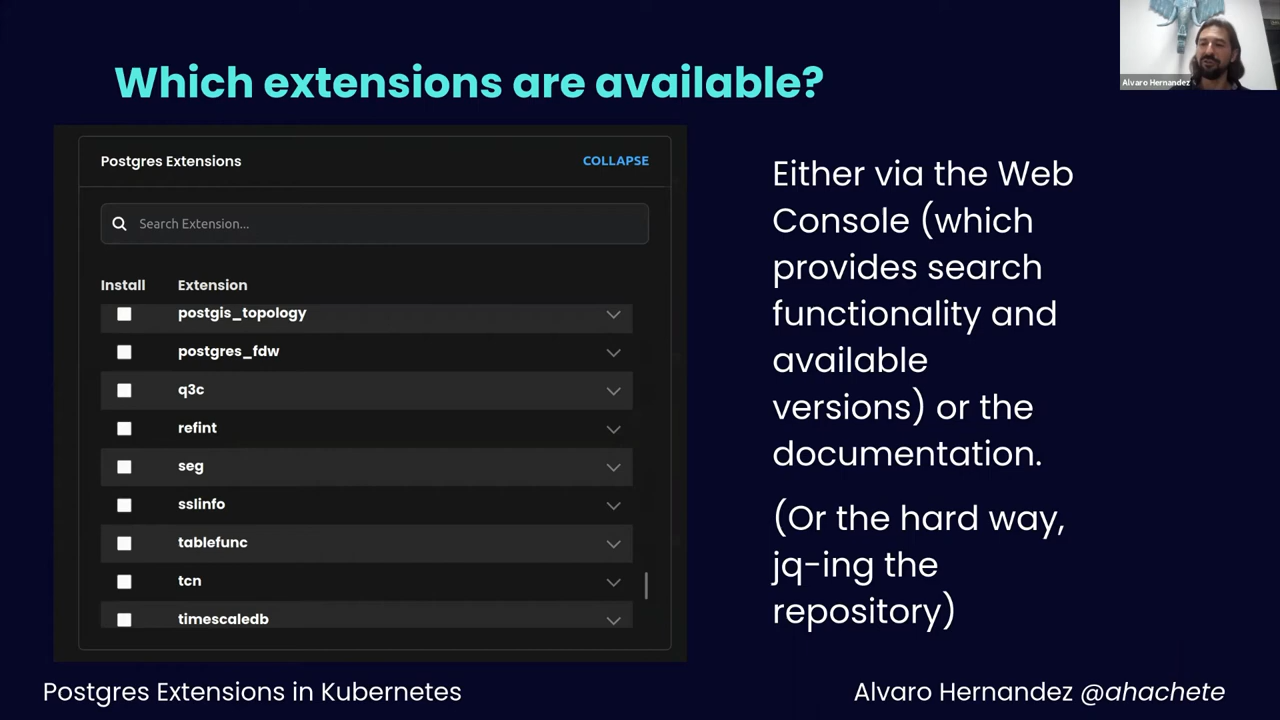 Alvaro Hernandez
Which extensions are available?
Postgres Extensions
COLLAPSE
Search Extension...
Install Extension
postgis_topology
postgres_fdw
q3c
refint
seg
sslinfo
tablefunc
tcn
timescaledb
Either via the Web
Console (which
provides search
functionality and
available
versions) or the
documentation.
(Or the hard way,
jq-ing the
repository)
Postgres Extensions in Kubernetes
Alvaro Hernandez @ahachete